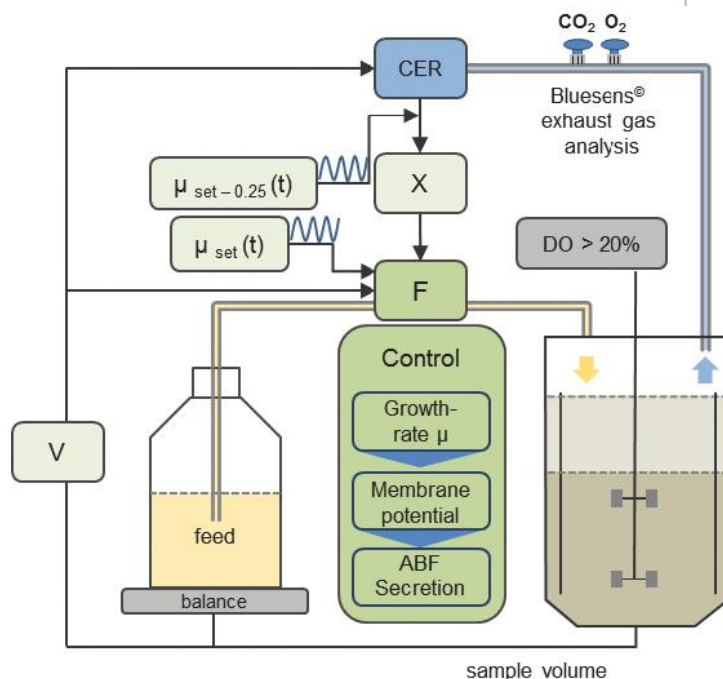 CO₂ O₂
CER
Bluesens©
exhaust gas
analysis
μ set – 0.25 (t)
X
μ set (t)
DO > 20%
F
Control
Growth-
rate μ
V
Membrane
potential
feed
ABF
Secretion
balance
sample volume